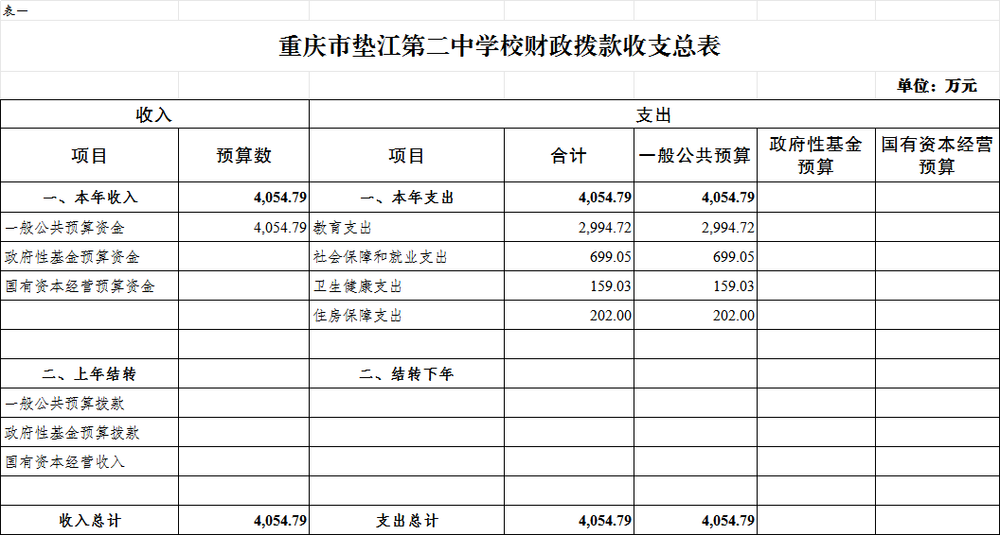 表一
重庆市垫江第二中学校财政拨款收支总表
单位：万元
收入 支出
项目 预算数 项目 合计 一般公共预算 政府性基金预算 国有资本经营预算
一、本年收入 4,054.79 一、本年支出 4,054.79 4,054.79
一般公共预算资金 4,054.79 教育支出 2,994.72 2,994.72
政府性基金预算资金 社会保障和就业支出 699.05 699.05
国有资本经营预算资金 卫生健康支出 159.03 159.03
住房保障支出 202.00 202.00
二、上年结转 二、结转下年
一般公共预算拨款
政府性基金预算拨款
国有资本经营收入
收入总计 4,054.79 支出总计 4,054.79 4,054.79